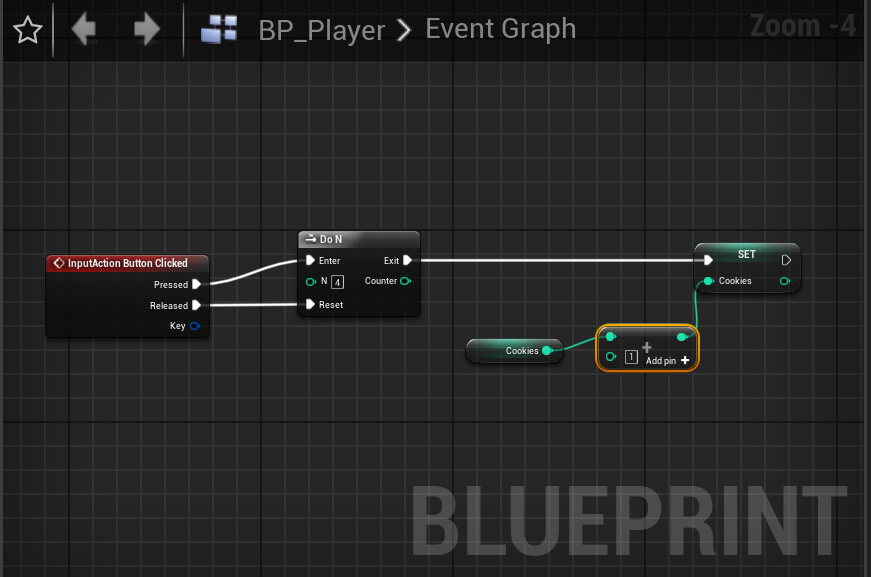 BP_Player > Event Graph
Zoom -4
InputAction Button Clicked
Pressed
Released
Key
Do N
Enter Exit
N 4 Counter
Reset
SET
Cookies
Cookies
1 Add pin +
BLUEPRINT